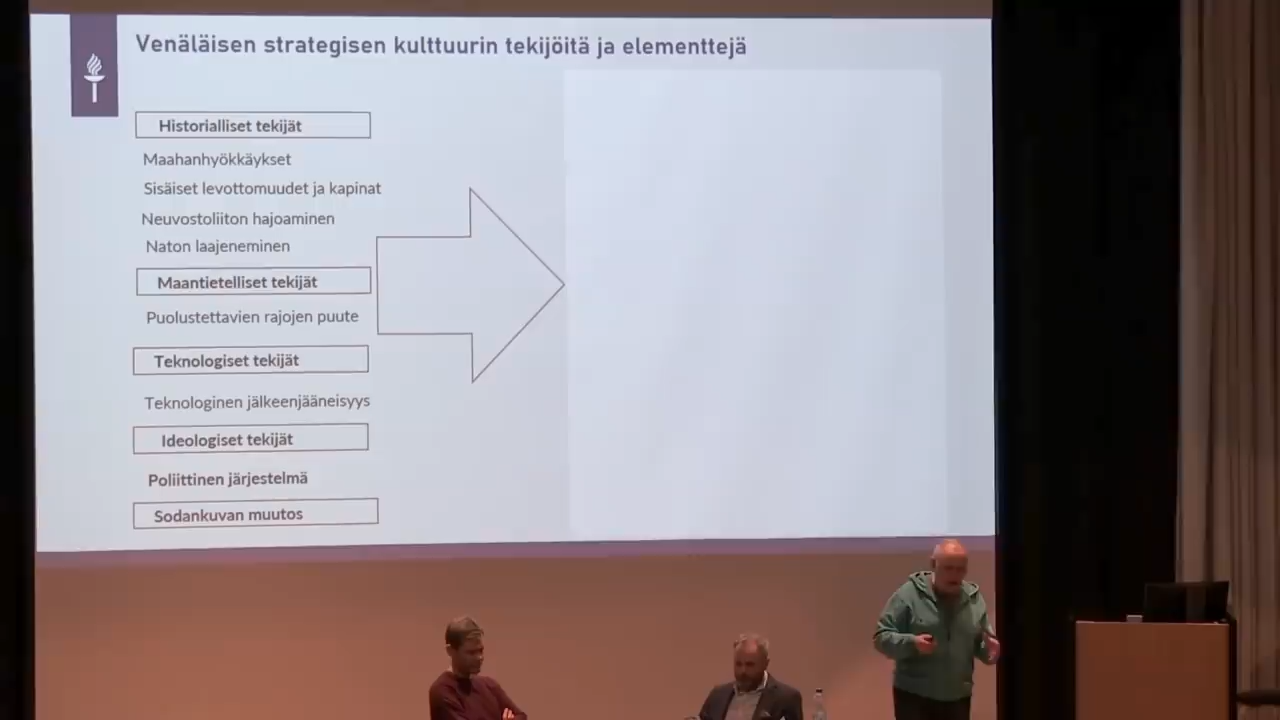 Venäläisen strategisen kulttuurin tekijöitä ja elementtejä
Historialliset tekijät
Maahanhyökkäykset
Sisäiset levottomuudet ja kapinat
Neuvostoliiton hajoaminen
Naton laajeneminen
Maantietelliset tekijät
Puolustettavien rajojen puute
Teknologiset tekijät
Teknologinen jälkeenjääneisyys
Ideologiset tekijät
Poliittinen järjestelmä
Sodankuvan muutos